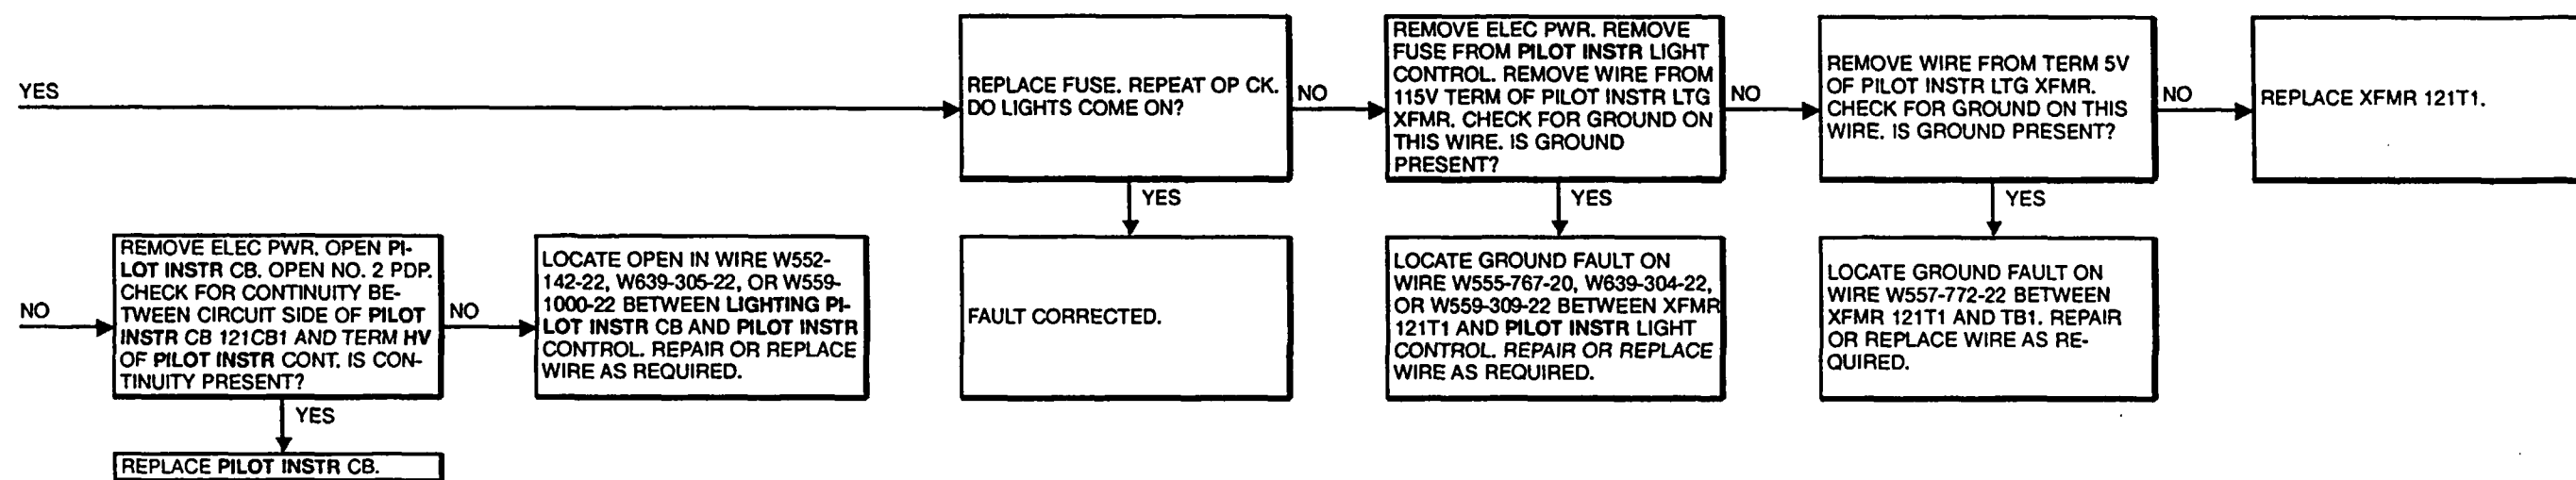 YES
REPLACE FUSE. REPEAT OP CK.
DO LIGHTS COME ON?
NO
REMOVE ELEC PWR. REMOVE
FUSE FROM PILOT INSTR LIGHT
CONTROL. REMOVE WIRE FROM
115V TERM OF PILOT INSTR LTG
XFMR. CHECK FOR GROUND ON
THIS WIRE. IS GROUND
PRESENT?
NO
REMOVE WIRE FROM TERM 5V
OF PILOT INSTR LTG XFMR.
CHECK FOR GROUND ON THIS
WIRE. IS GROUND PRESENT?
NO
REPLACE XFMR 121T1.
YES
YES
YES
NO
REMOVE ELEC PWR. OPEN PI-
LOT INSTR CB. OPEN NO. 2 PDP.
CHECK FOR CONTINUITY BE-
TWEEN CIRCUIT SIDE OF PILOT
INSTR CB 121CB1 AND TERM HV
OF PILOT INSTR CONT. IS CON-
TINUITY PRESENT?
NO
LOCATE OPEN IN WIRE W552-
142-22, W639-305-22, OR W559-
1000-22 BETWEEN LIGHTING PI-
LOT INSTR CB AND PILOT INSTR
CONTROL. REPAIR OR REPLACE
WIRE AS REQUIRED.
FAULT CORRECTED.
LOCATE GROUND FAULT ON
WIRE W555-767-20, W639-304-22,
OR W559-309-22 BETWEEN XFMR
121T1 AND PILOT INSTR LIGHT
CONTROL. REPAIR OR REPLACE
WIRE AS REQUIRED.
LOCATE GROUND FAULT ON
WIRE W557-772-22 BETWEEN
XFMR 121T1 AND TB1. REPAIR
OR REPLACE WIRE AS RE-
QUIRED.
YES
REPLACE PILOT INSTR CB.